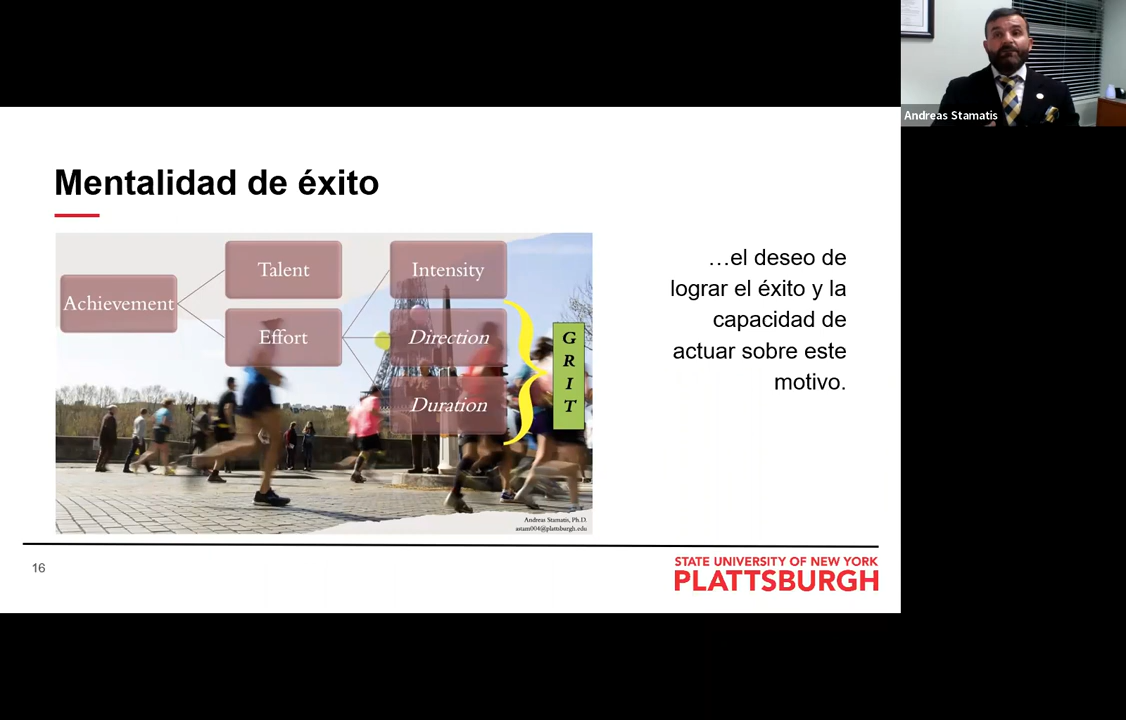 Andreas Stamatis
Mentalidad de éxito
Achievement
Talent
Effort
Intensity
Direction
Duration
G
R
I
T
…el deseo de
lograr el éxito y la
capacidad de
actuar sobre este
motivo.
Andreas Stamatis, Ph.D.
astam004@plattsburgh.edu
16
STATE UNIVERSITY OF NEW YORK
PLATTSBURGH